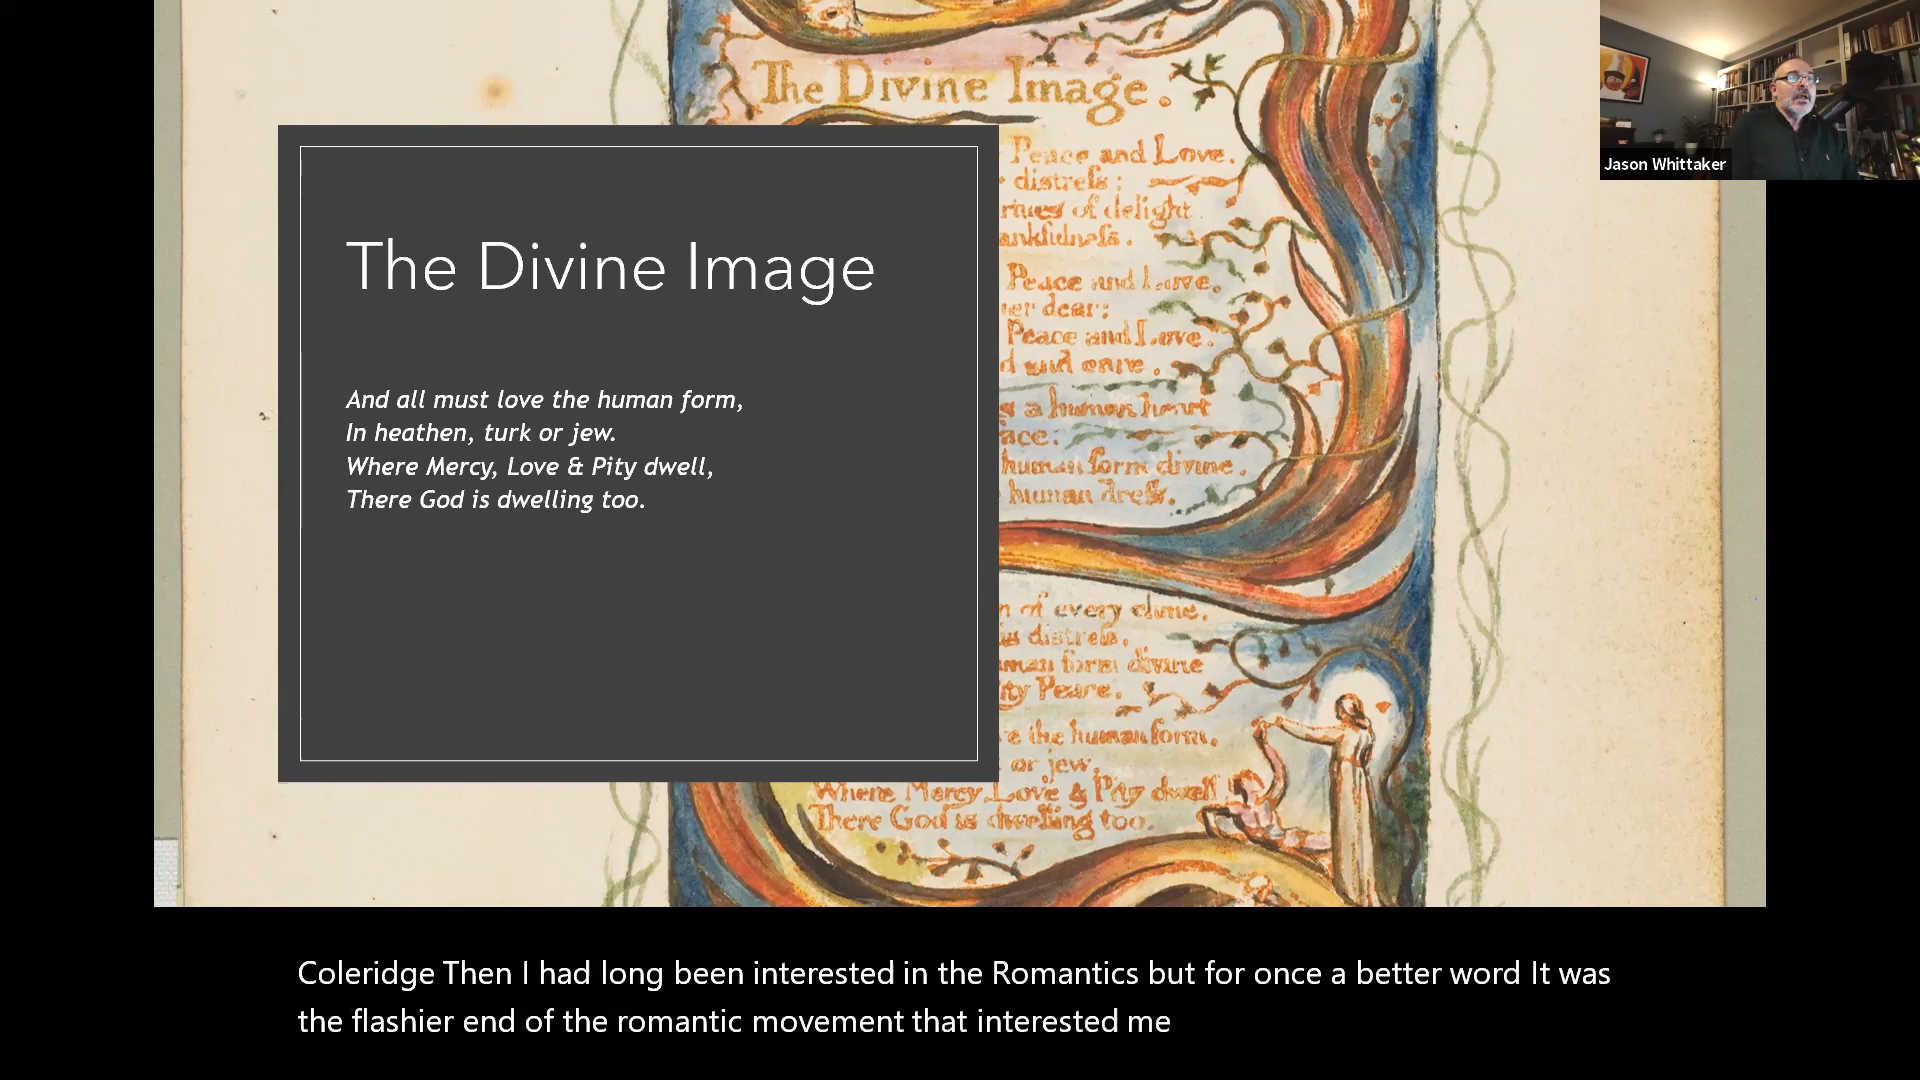 The Divine Image.
Peace and Love.
distreſs:
of delight
The Divine Image
Peace and Love,
dear:
Peace and Love.
and care.
And all must love the human form,
In heathen, turk or jew.
Where Mercy, Love & Pity dwell,
There God is dwelling too.
a human heart
human form divine.
human dreſs.
of every clime,
distreſs,
form divine
Peace.
the human form,
or jew.
Where Mercy Love & Pity dwell
There God is dwelling too.
Jason Whittaker
Coleridge Then I had long been interested in the Romantics but for once a better word It was
the flashier end of the romantic movement that interested me